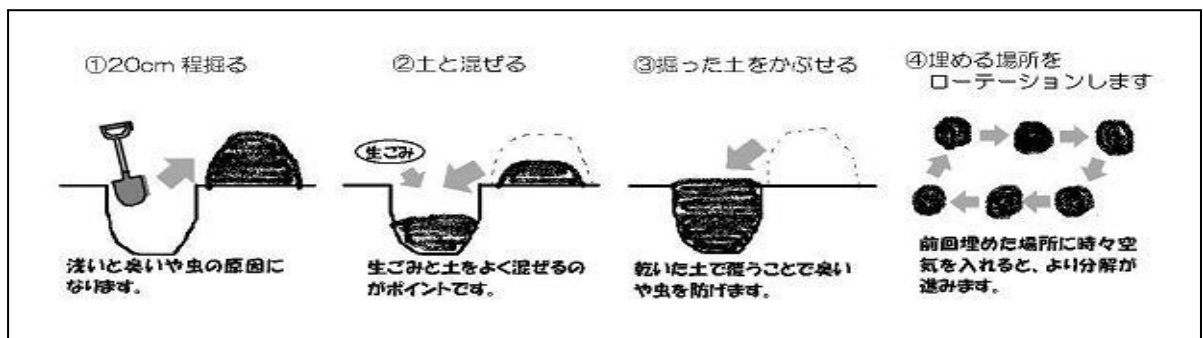 ①20cm 程掘る
浅いと臭いや虫の原因に
なります。
②土と混ぜる
生ごみ
生ごみと土をよく混ぜるの
がポイントです。
③掘った土をかぶせる
乾いた土で覆うことで臭い
や虫を防げます。
④埋める場所を
ローテーションします
前回埋めた場所に時々空
気を入れると、より分解が
進みます。